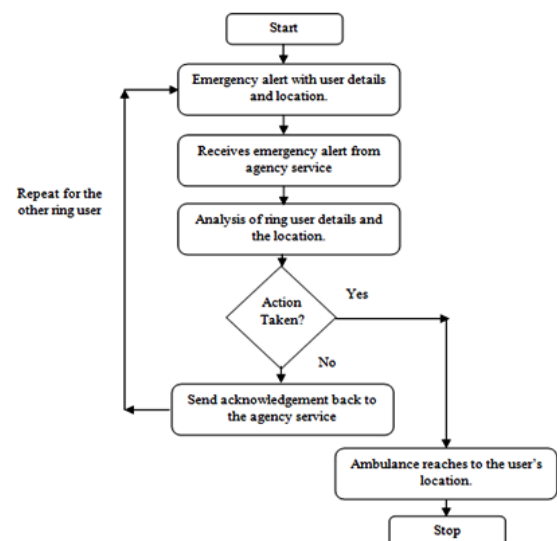 Start
Emergency alert with user details
and location.
Receives emergency alert from
agency service
Repeat for the
other ring user
Analysis of ring user details and
the location.
Action
Taken?
Yes
No
Send acknowledgement back to
the agency service
Ambulance reaches to the user's
location.
Stop